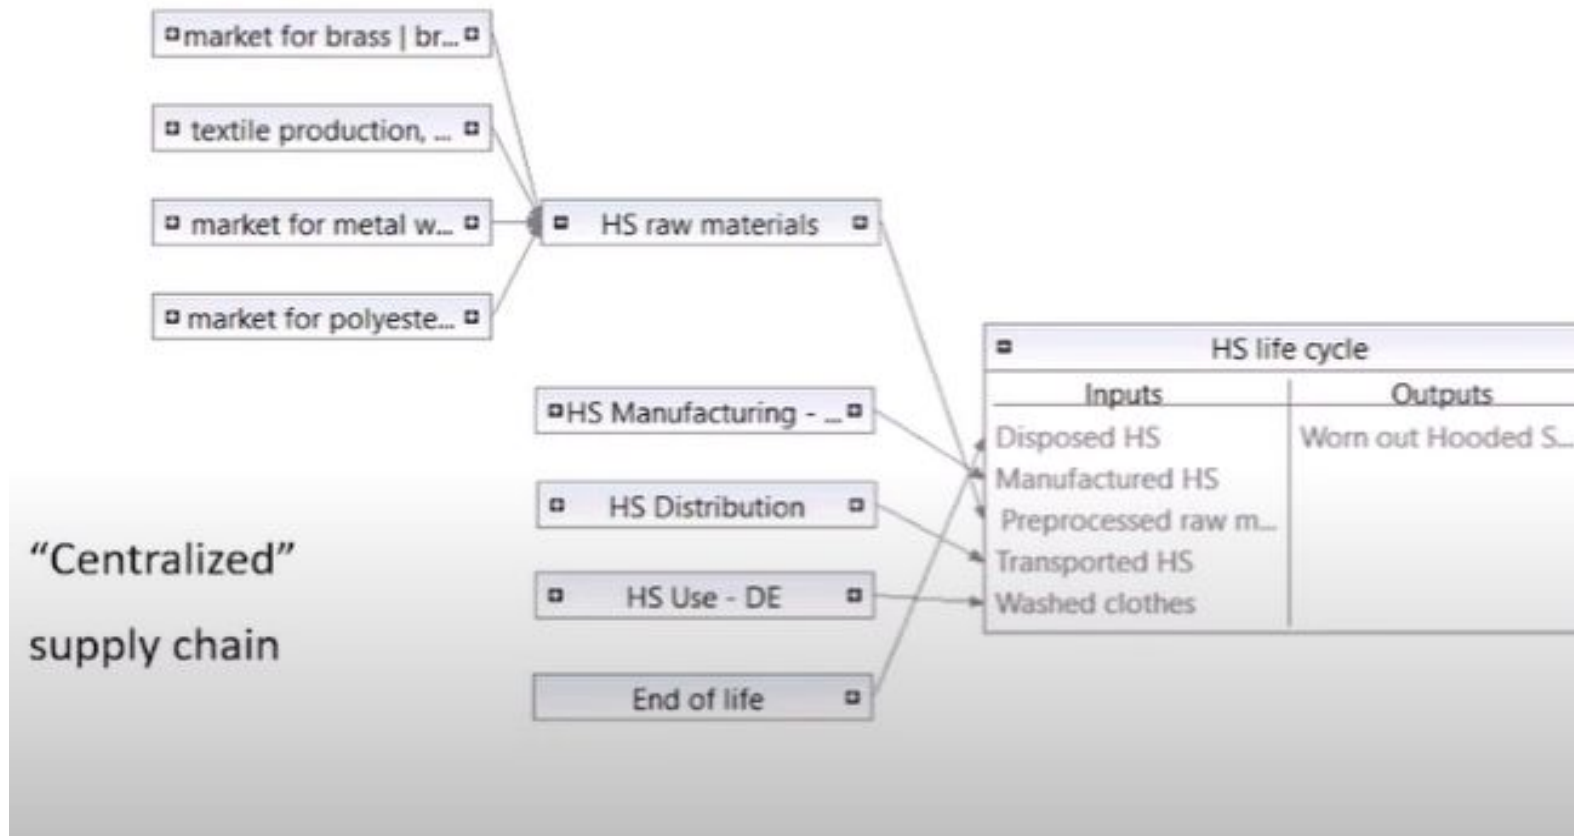 market for brass | br...
textile production, ...
market for metal w...
market for polyeste...
HS raw materials
HS Manufacturing - ...
HS Distribution
HS Use - DE
End of life
HS life cycle
Inputs
Outputs
Disposed HS
Worn out Hooded S...
Manufactured HS
Preprocessed raw m...
Transported HS
Washed clothes
“Centralized”
supply chain